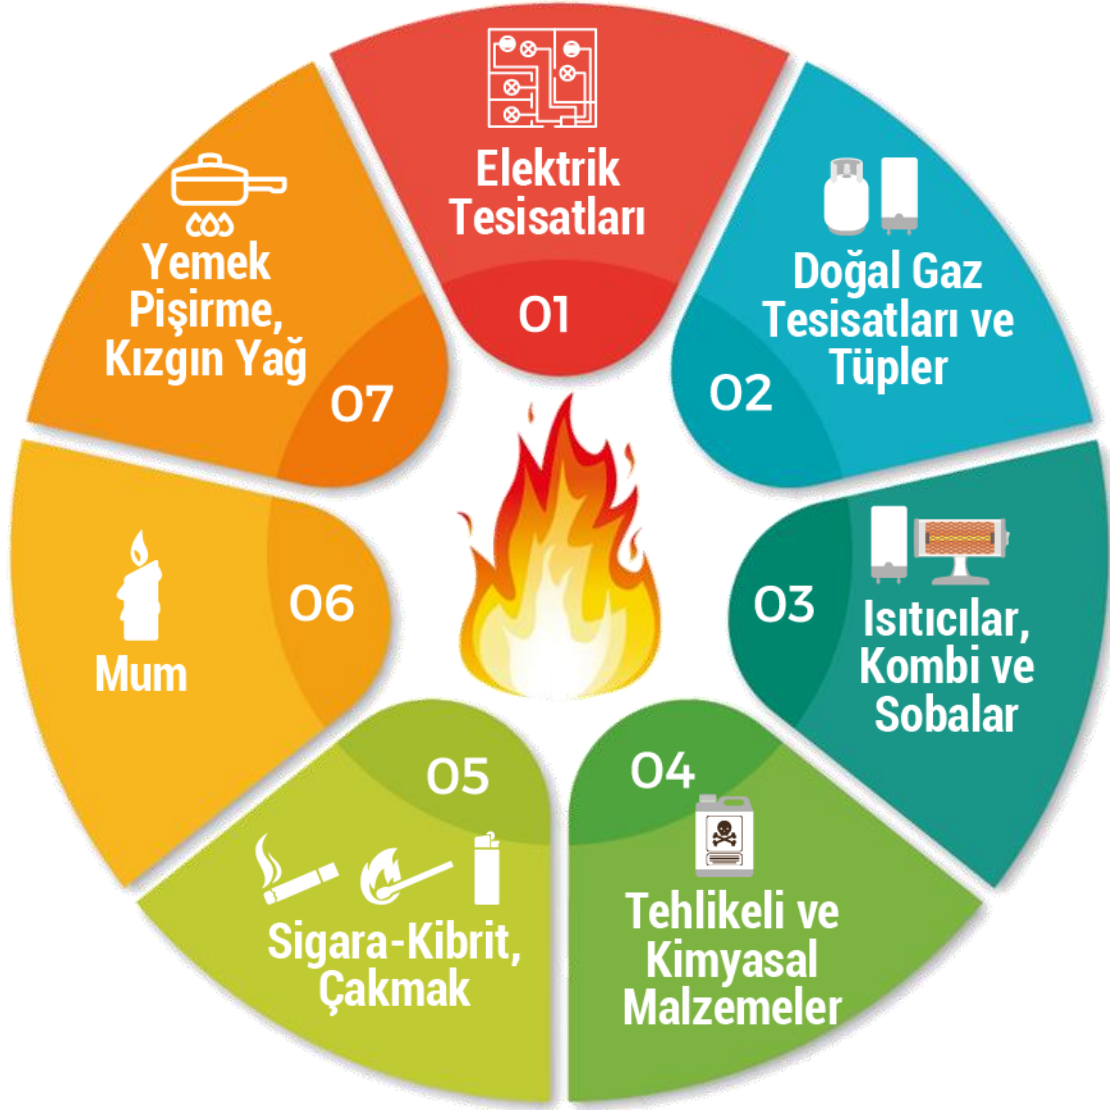 01
Elektrik
Tesisatları
02
Doğal Gaz
Tesisatları ve
Tüpler
03
Isıtıcılar,
Kombi ve
Sobalar
04
Tehlikeli ve
Kimyasal
Malzemeler
05
Sigara-Kibrit,
Çakmak
06
Mum
07
Yemek
Pişirme,
Kızgın Yağ